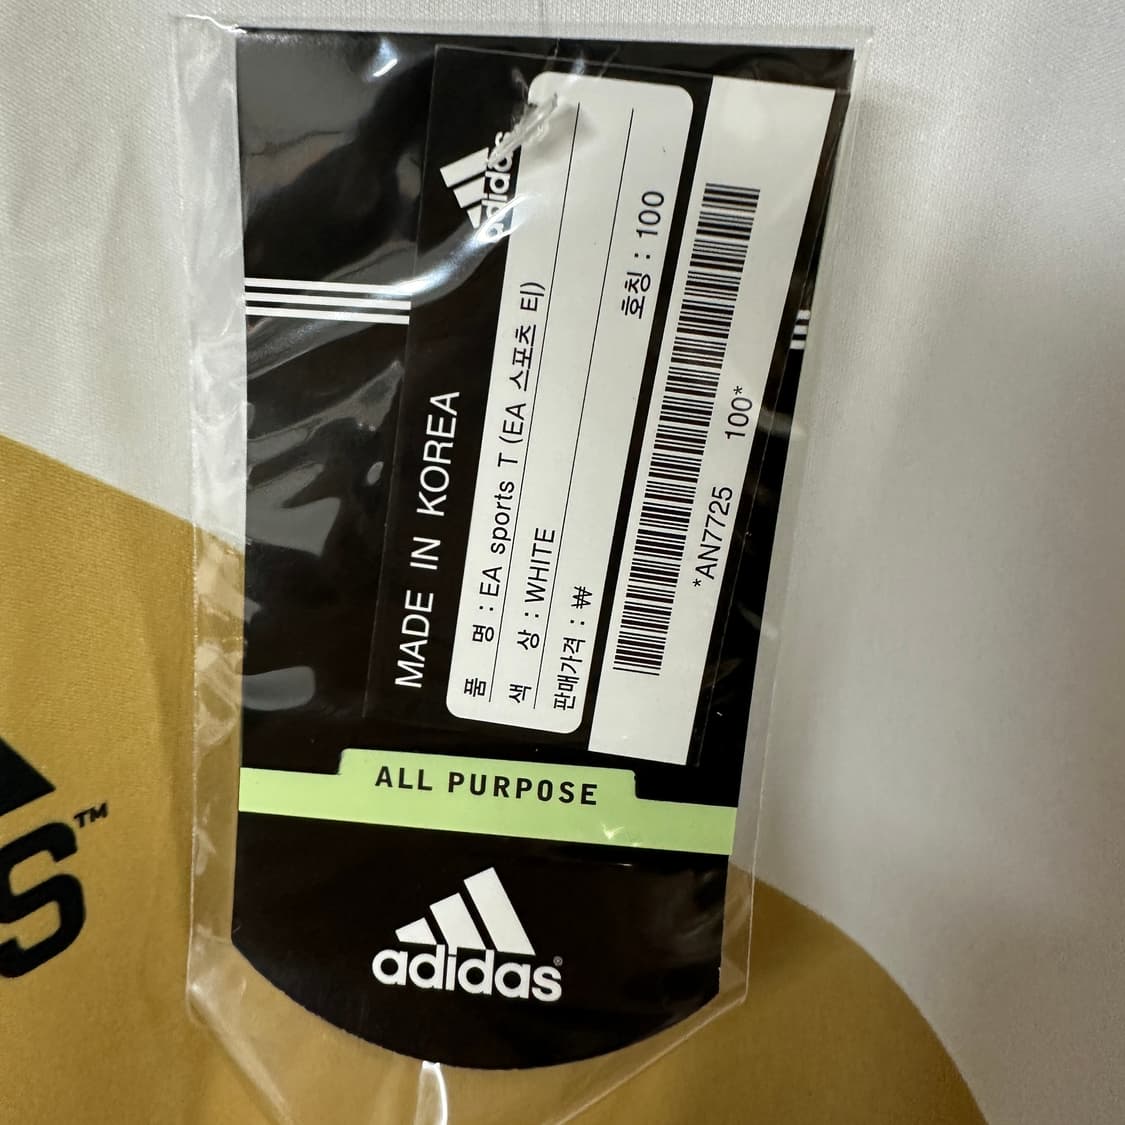 adidas
MADE IN KOREA
품 명 : EA sports T (EA 스포츠 티)
색 상 : WHITE
판매가격 : ₩
호칭 : 100
*AN7725 100*
ALL PURPOSE
adidas®
S™